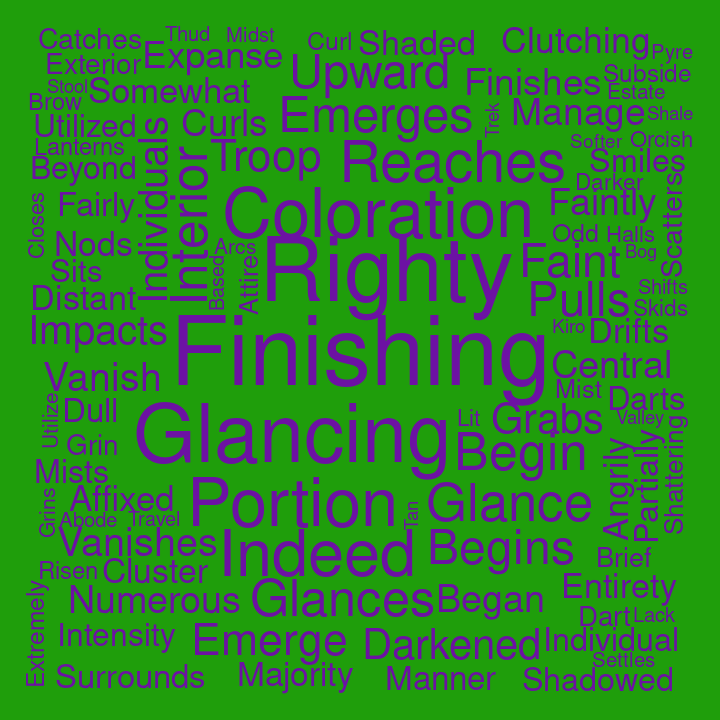 Catches
Thud
Midst
Curl
Shaded
Clutching
Pyre
Exterior
Expanse
Upward
Finishes
Subside
Stool
Somewhat
Estate
Brow
Emerges
Manage
Shale
Utilized
Curls
Trek
Softer
Orcish
Lanterns
Individuals
Interior
Troop
Reaches
Smiles
Beyond
Darker
Scatters
Fairly
Coloration
Faintly
Closes
Nods
Arcs
Righty
Odd
Halls
Sits
Based
Attire
Faint
Bog
Distant
Pulls
Shifts
Skids
Impacts
Finishing
Kiro
Drifts
Vanish
Central
Utilize
Dull
Glancing
Lit
Grabs
Mist
Darts
Valley
Grin
Begin
Angrily
Partially
Shattering
Mists
Affixed
Portion
Tan
Glance
Grins
Abode
Travel
Vanishes
Indeed
Begins
Brief
Risen
Cluster
Extremely
Numerous
Glances
Began
Entirety
Dart
Lack
Intensity
Emerge
Darkened
Individual
Settles
Surrounds
Majority
Manner
Shadowed